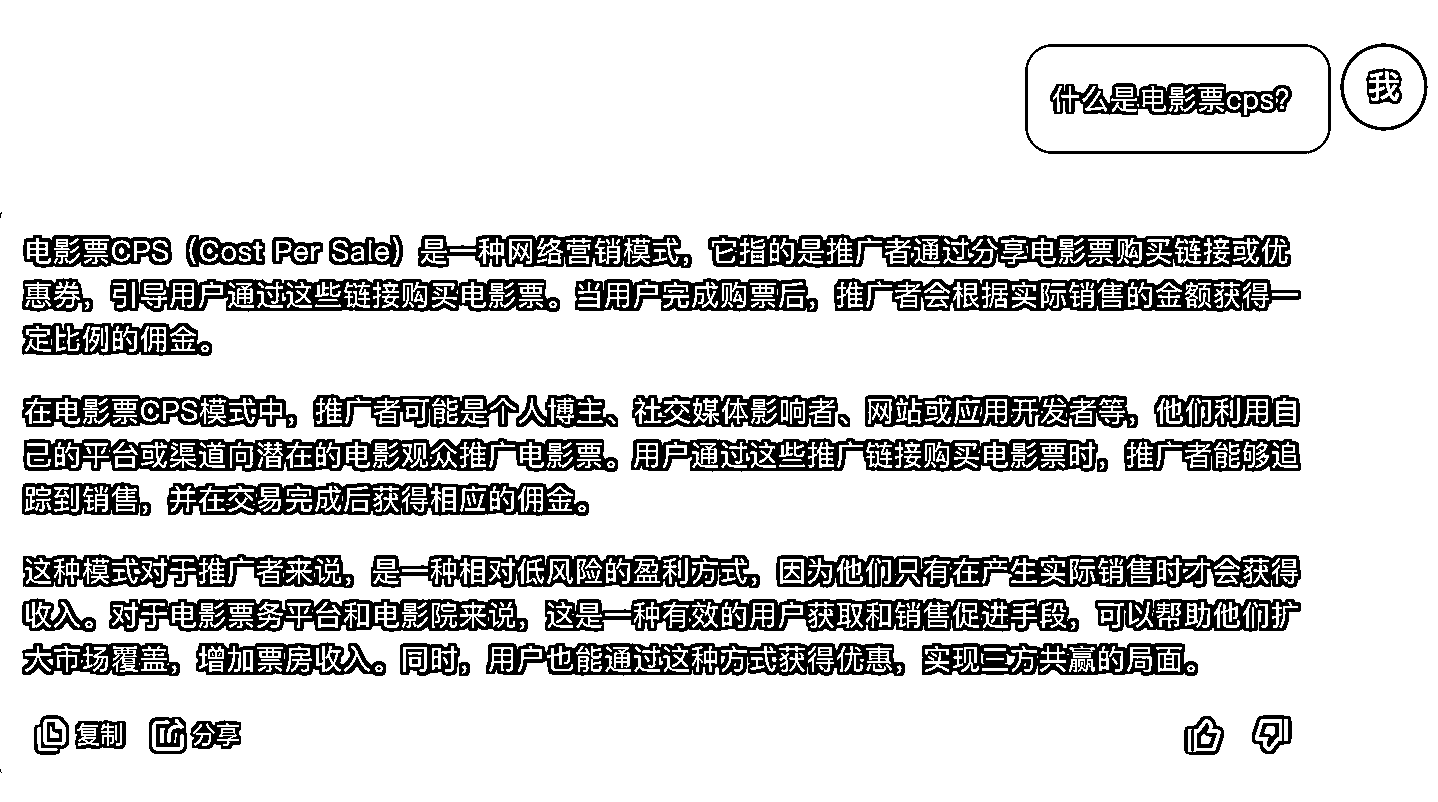 什么是电影票cps？
我
电影票CPS（Cost Per Sale）是一种网络营销模式，它指的是推广者通过分享电影票购买链接或优
惠券，引导用户通过这些链接购买电影票。当用户完成购票后，推广者会根据实际销售的金额获得一
定比例的佣金。
在电影票CPS模式中，推广者可能是个人博主、社交媒体影响者、网站或应用开发者等，他们利用自
己的平台或渠道向潜在的电影观众推广电影票。用户通过这些推广链接购买电影票时，推广者能够追
踪到销售，并在交易完成后获得相应的佣金。
这种模式对于推广者来说，是一种相对低风险的盈利方式，因为他们只有在产生实际销售时才会获得
收入。对于电影票务平台和电影院来说，这是一种有效的用户获取和销售促进手段，可以帮助他们扩
大市场覆盖，增加票房收入。同时，用户也能通过这种方式获得优惠，实现三方共赢的局面。
复制 分享